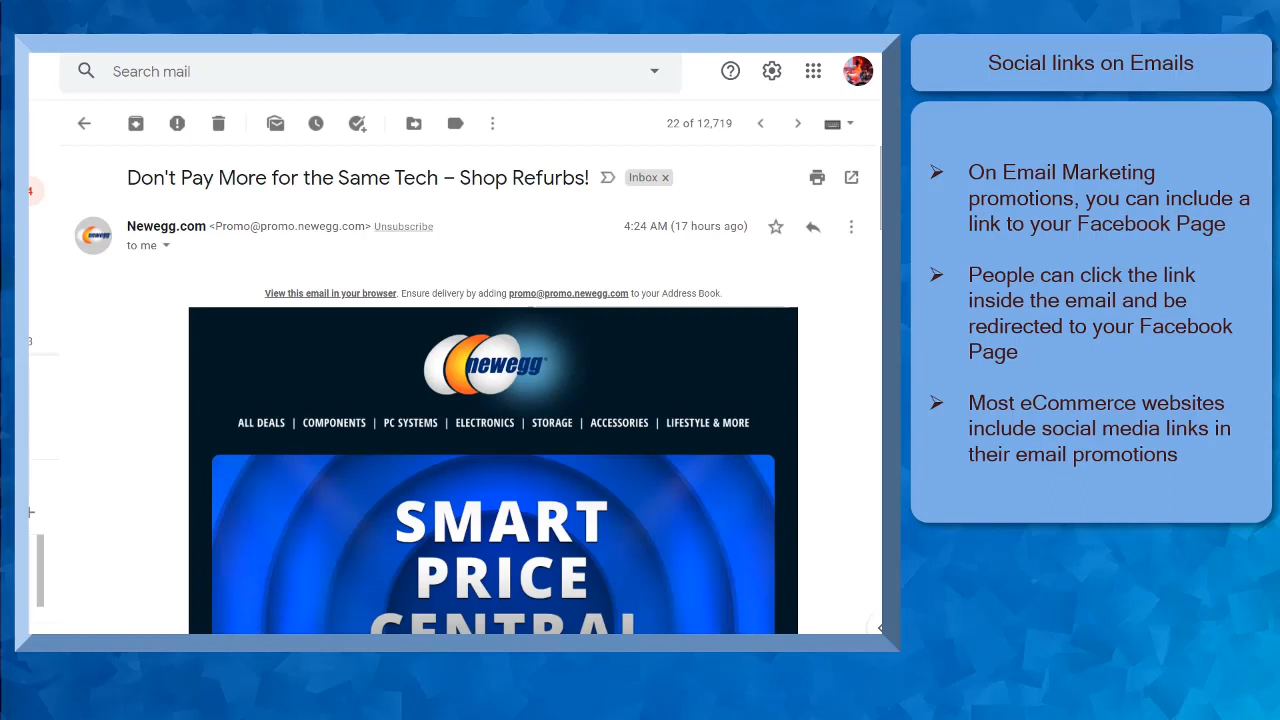 Search mail
22 of 12,719
Don't Pay More for the Same Tech – Shop Refurbs!
Inbox x
4
Newegg.com <Promo@promo.newegg.com> Unsubscribe
4:24 AM (17 hours ago)
newegg
to me
View this email in your browser. Ensure delivery by adding promo@promo.newegg.com to your Address Book.
3
newegg
ALL DEALS | COMPONENTS | PC SYSTEMS | ELECTRONICS | STORAGE | ACCESSORIES | LIFESTYLE & MORE
SMART
PRICE
CENTRAL
Social links on Emails
➢ On Email Marketing
promotions, you can include a
link to your Facebook Page
➢ People can click the link
inside the email and be
redirected to your Facebook
Page
➢ Most eCommerce websites
include social media links in
their email promotions